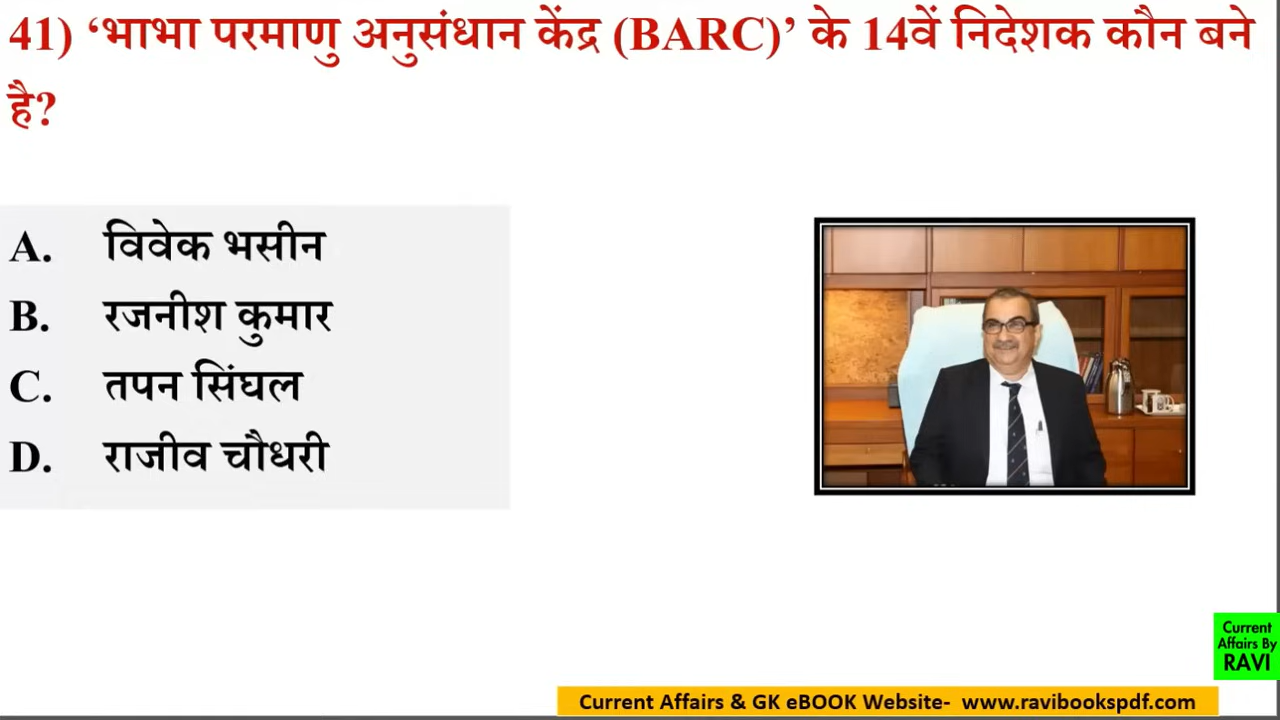 41) ‘भाभा परमाणु अनुसंधान केंद्र (BARC)’ के 14वें निदेशक कौन बने
है?
A. विवेक भसीन
B. रजनीश कुमार
C. तपन सिंघल
D. राजीव चौधरी
Current
Affairs By
RAVI
Current Affairs & GK eBOOK Website- www.ravibookspdf.com